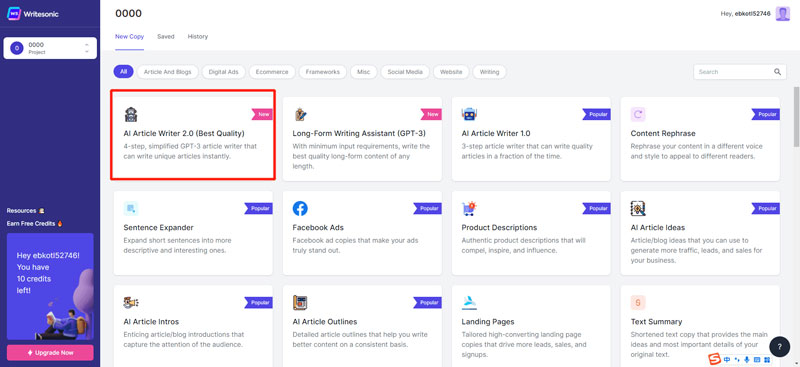 Writesonic
0000
Hey, ebkotl52746
0
0000
Project
New Copy
Saved
History
All
Article And Blogs
Digital Ads
Ecommerce
Frameworks
Misc
Social Media
Website
Writing
Search
New
AI Article Writer 2.0 (Best Quality)
4-step, simplified GPT-3 article writer that
can write unique articles instantly.
New
Long-Form Writing Assistant (GPT-3)
With minimum input requirements, write the
best quality long-form content of any
length.
Popular
AI Article Writer 1.0
3-step article writer that can write quality
articles in a fraction of the time.
Content Rephrase
Rephrase your content in a different voice
and style to appeal to different readers.
Popular
Sentence Expander
Expand short sentences into more
descriptive and interesting ones.
Popular
Facebook Ads
Facebook ad copies that make your ads
truly stand out.
Popular
Product Descriptions
Authentic product descriptions that will
compel, inspire, and influence.
Popular
AI Article Ideas
Article/blog ideas that you can use to
generate more traffic, leads, and sales for
your business.
Popular
AI Article Intros
Enticing article/blog introductions that
capture the attention of the audience.
Popular
AI Article Outlines
Detailed article outlines that help you write
better content on a consistent basis.
Landing Pages
Tailored high-converting landing page
copies that drive more leads, sales, and
signups.
S
Text Summary
Shortened text copy that provides the main
ideas and most important details of your
original text.
Resources
Earn Free Credits
Hey ebkotl52746!
You have
10 credits
left!
Upgrade Now
?
S 中